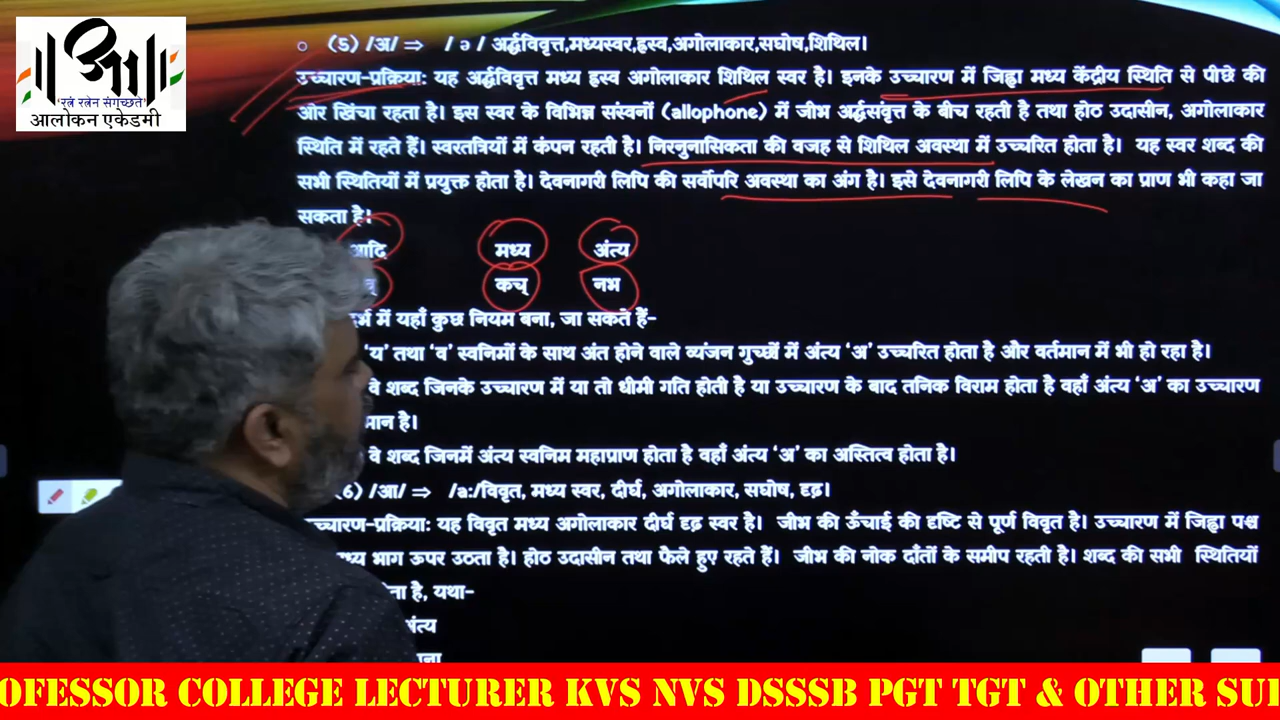 'रत्नं रत्नेन संगच्छते'
आलोकन एकेडमी
(5) /अ/ ⇒ / ə / अर्द्धविवृत्त,मध्यस्वर,ह्रस्व,अगोलाकार,सघोष,शिथिल।
उच्चारण-प्रक्रिया: यह अर्द्धविवृत्त मध्य ह्रस्व अगोलाकार शिथिल स्वर है। इनके उच्चारण में जिह्वा मध्य केंद्रीय स्थिति से पीछे की
ओर खिंचा रहता है। इस स्वर के विभिन्न संस्वनों (allophone) में जीभ अर्द्धसंवृत्त के बीच रहती है तथा होठ उदासीन, अगोलाकार
स्थिति में रहते हैं। स्वरतंत्रियों में कंपन रहती है। निरनुनासिकता की वजह से शिथिल अवस्था में उच्चरित होता है। यह स्वर शब्द की
सभी स्थितियों में प्रयुक्त होता है। देवनागरी लिपि की सर्वोपरि अवस्था का अंग है। इसे देवनागरी लिपि के लेखन का प्राण भी कहा जा
सकता है।
आदि मध्य अंत्य
कच् नभ
में यहाँ कुछ नियम बना, जा सकते हैं-
'य' तथा 'व' स्वनिमों के साथ अंत होने वाले व्यंजन गुच्छों में अंत्य 'अ' उच्चरित होता है और वर्तमान में भी हो रहा है।
वे शब्द जिनके उच्चारण में या तो धीमी गति होती है या उच्चारण के बाद तनिक विराम होता है वहाँ अंत्य 'अ' का उच्चारण
मान है।
वे शब्द जिनमें अंत्य स्वनिम महाप्राण होता है वहाँ अंत्य 'अ' का अस्तित्व होता है।
6) /आ/ ⇒ /a:/विवृत, मध्य स्वर, दीर्घ, अगोलाकार, सघोष, दृढ़।
उच्चारण-प्रक्रिया: यह विवृत मध्य अगोलाकार दीर्घ दृढ़ स्वर है। जीभ की ऊँचाई की दृष्टि से पूर्ण विवृत है। उच्चारण में जिह्वा पश्च
भाग ऊपर उठता है। होठ उदासीन तथा फैले हुए रहते हैं। जीभ की नोक दाँतों के समीप रहती है। शब्द की सभी स्थितियों
है, यथा-
अंत्य
OFESSOR COLLEGE LECTURER KVS NVS DSSSB PGT TGT & OTHER SUI